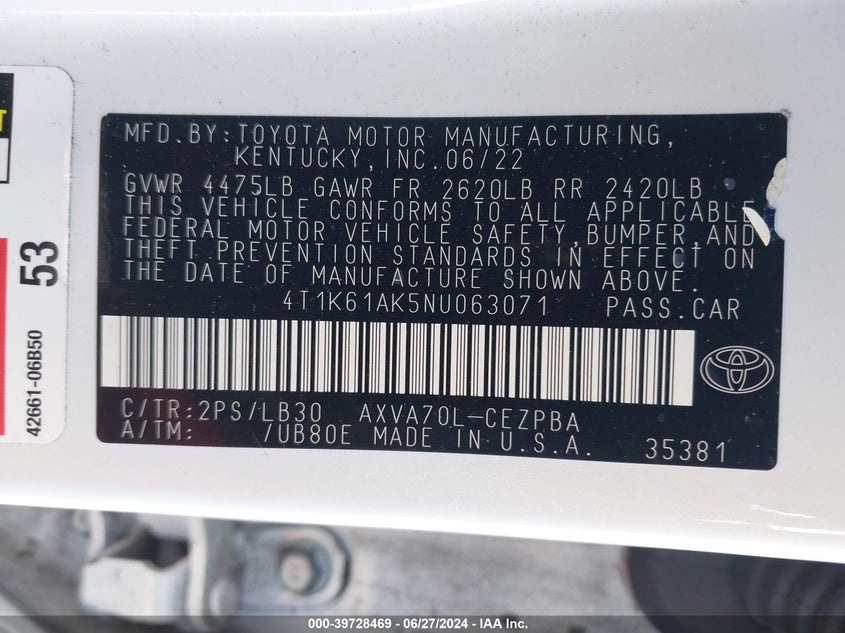 T
53
42661-06B50
MFD.BY:TOYOTA MOTOR MANUFACTURING,
KENTUCKY,INC.06/22
GVWR 4475LB GAWR FR 2620LB RR 2420LB
THIS VEHICLE CONFORMS TO ALL APPLICABLE
FEDERAL MOTOR VEHICLE SAFETY,BUMPER,AND
THEFT PREVENTION STANDARDS IN EFFECT ON
THE DATE OF MANUFACTURE SHOWN ABOVE.
4T1K61AK5NU063071 PASS.CAR
C/TR:2PS/LB30 AXVA70L-CEZPBA
A/TM: /UB80E MADE IN U.S.A. 35381
000-39728469 | 06/27/2024 | Copart, Inc.